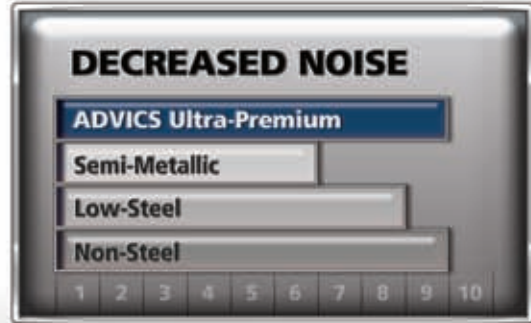 DECREASED NOISE
ADVICS Ultra-Premium
Semi-Metallic
Low-Steel
Non-Steel
1 2 3 4 5 6 7 8 9 10